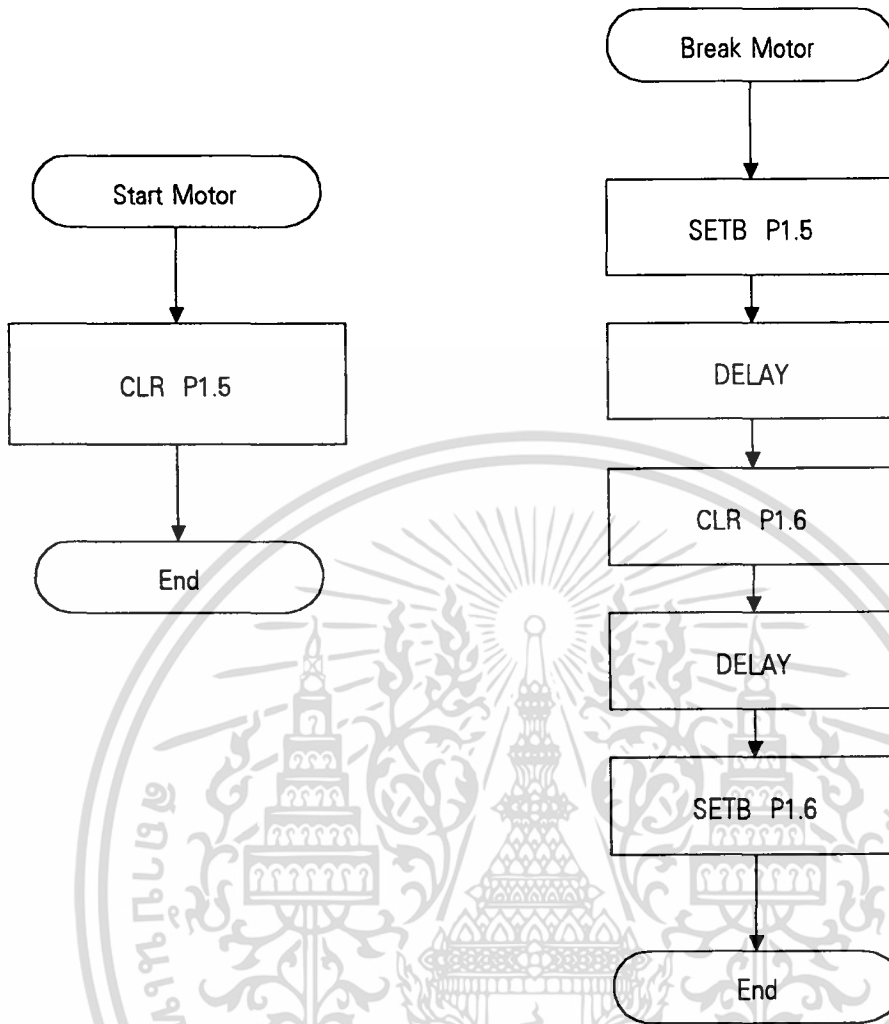 Start Motor
CLR P1.5
End
Break Motor
SETB P1.5
DELAY
CLR P1.6
DELAY
SETB P1.6
End